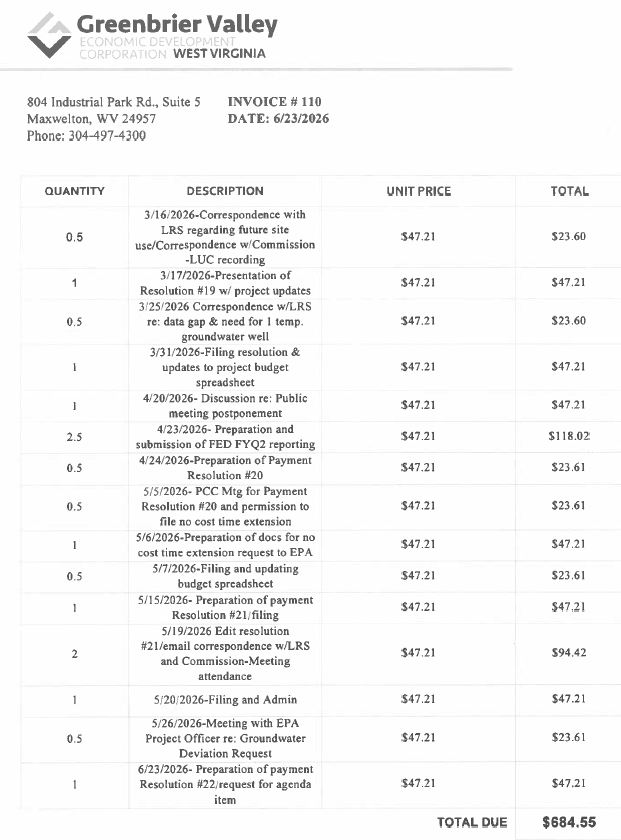 Greenbrier Valley
ECONOMIC DEVELOPMENT
CORPORATION WEST VIRGINIA
804 Industrial Park Rd., Suite 5
Maxwelton, WV 24957
Phone: 304-497-4300
INVOICE # 110
DATE: 6/23/2026
QUANTITY DESCRIPTION UNIT PRICE TOTAL
3/16/2026-Correspondence with
LRS regarding future site
0.5 $47.21 $23.60
use/Correspondence w/Commission
-LUC recording
3/17/2026-Presentation of
1 $47.21 $47.21
Resolution #19 w/ project updates
3/25/2026 Correspondence w/LRS
0.5 re: data gap & need for 1 temp. $47.21 $23.60
groundwater well
3/31/2026-Filing resolution &
1 updates to project budget $47.21 $47.21
spreadsheet
4/20/2026- Discussion re: Public
1 $47.21 $47.21
meeting postponement
4/23/2026- Preparation and
2.5 $47.21 $118.02
submission of FED FYQ2 reporting
4/24/2026-Preparation of Payment
0.5 $47.21 $23.61
Resolution #20
5/5/2026- PCC Mtg for Payment
0.5 Resolution #20 and permission to $47.21 $23.61
file no cost time extension
5/6/2026-Preparation of docs for no
1 $47.21 $47.21
cost time extension request to EPA
5/7/2026-Filing and updating
0.5 $47.21 $23.61
budget spreadsheet
5/15/2026- Preparation of payment
1 $47.21 $47.21
Resolution #21/filing
5/19/2026 Edit resolution
#21/email correspondence w/LRS
2 $47.21 $94.42
and Commission-Meeting
attendance
1 5/20/2026-Filing and Admin $47.21 $47.21
5/26/2026-Meeting with EPA
0.5 Project Officer re: Groundwater $47.21 $23.61
Deviation Request
6/23/2026- Preparation of payment
1 Resolution #22/request for agenda $47.21 $47.21
item
TOTAL DUE $684.55